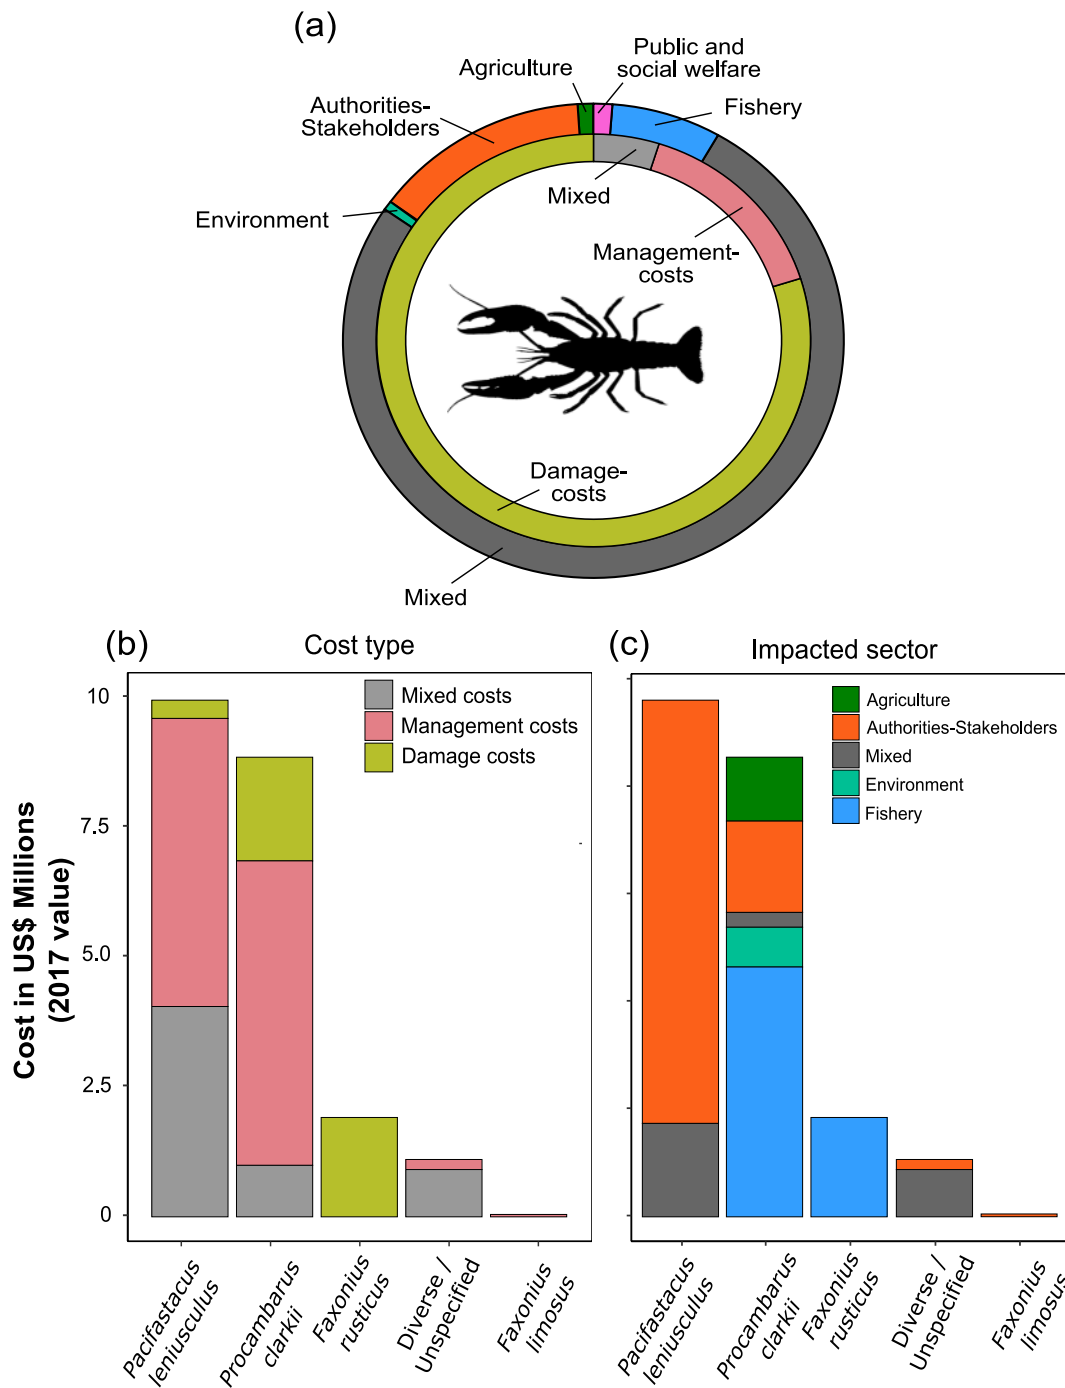 (a)
Public and
social welfare
Agriculture
Fishery
Authorities-
Stakeholders
Mixed
Environment
Management-
costs
Damage-
costs
Mixed
(b)
Cost type
Cost in US$ Millions
(2017 value)
10
7.5
5.0
2.5
0
Mixed costs
Management costs
Damage costs
Pacifastacus
leniusculus
Procambarus
clarkii
Faxonius
rusticus
Diverse /
Unspecified
Faxonius
limosus
(c)
Impacted sector
Agriculture
Authorities-Stakeholders
Mixed
Environment
Fishery
Pacifastacus
leniusculus
Procambarus
clarkii
Faxonius
rusticus
Diverse /
Unspecified
Faxonius
limosus